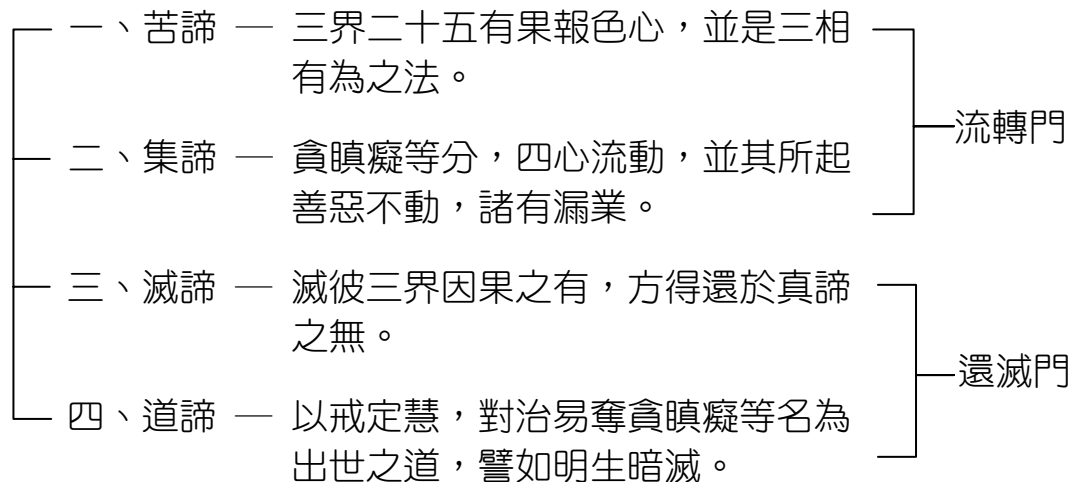 一、苦諦 — 三界二十五有果報色心，並是三相
有為之法。
流轉門
二、集諦 — 貪瞋癡等分，四心流動，並其所起
善惡不動，諸有漏業。
三、滅諦 — 滅彼三界因果之有，方得還於真諦
之無。
還滅門
四、道諦 — 以戒定慧，對治易奪貪瞋癡等名為
出世之道，譬如明生暗滅。